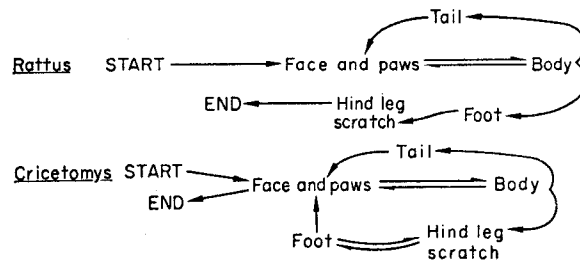 Tail
Rattus START Face and paws Body
END Hind leg
scratch Foot
Tail
Cricetomys START
Face and paws Body
END
Foot Hind leg
scratch